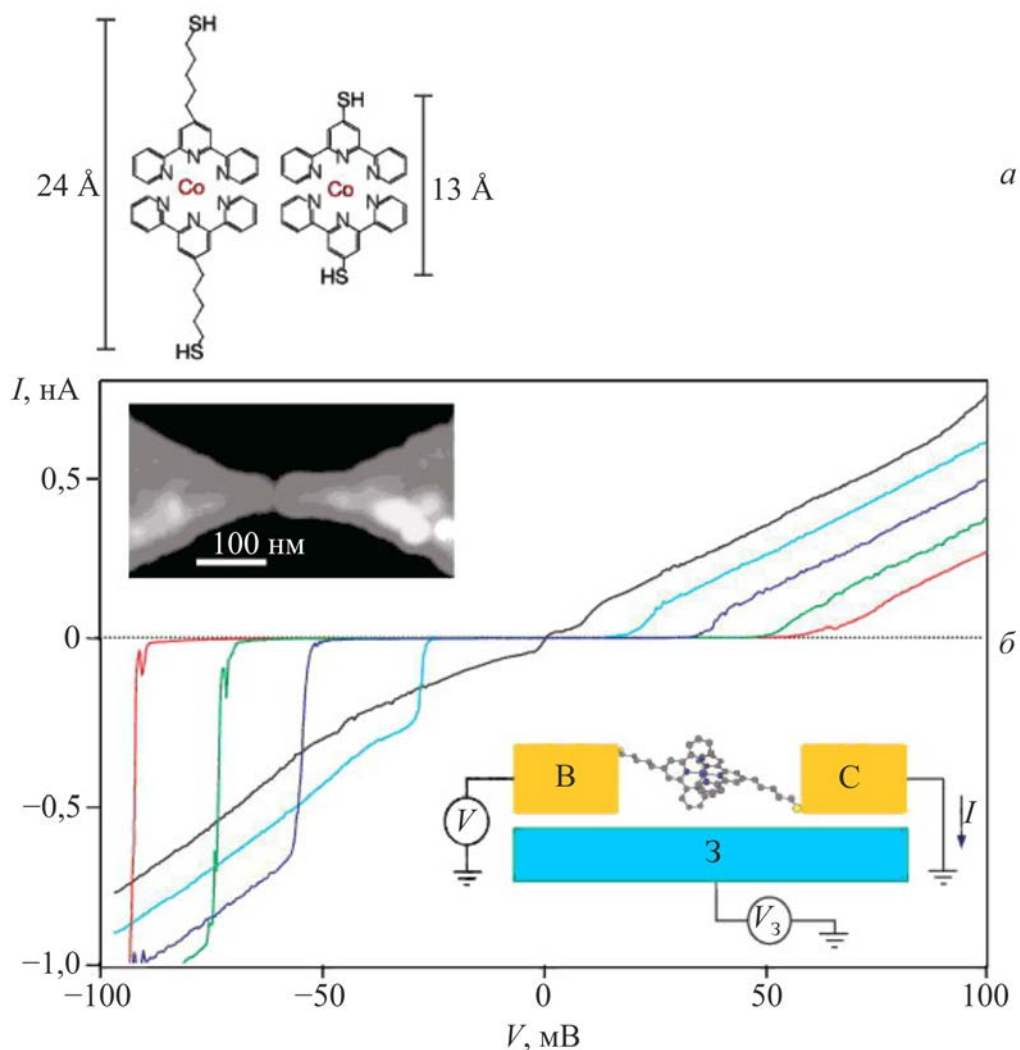 SH
24 Å
N N N
Co
N N N
HS
SH
N N N
Co
N N N
HS
13 Å
а
I, нА
0,5
0
−0,5
−1,0
100 нм
б
В
С
V
I
З
V_З
−100
−50
0
50
100
V, мВ